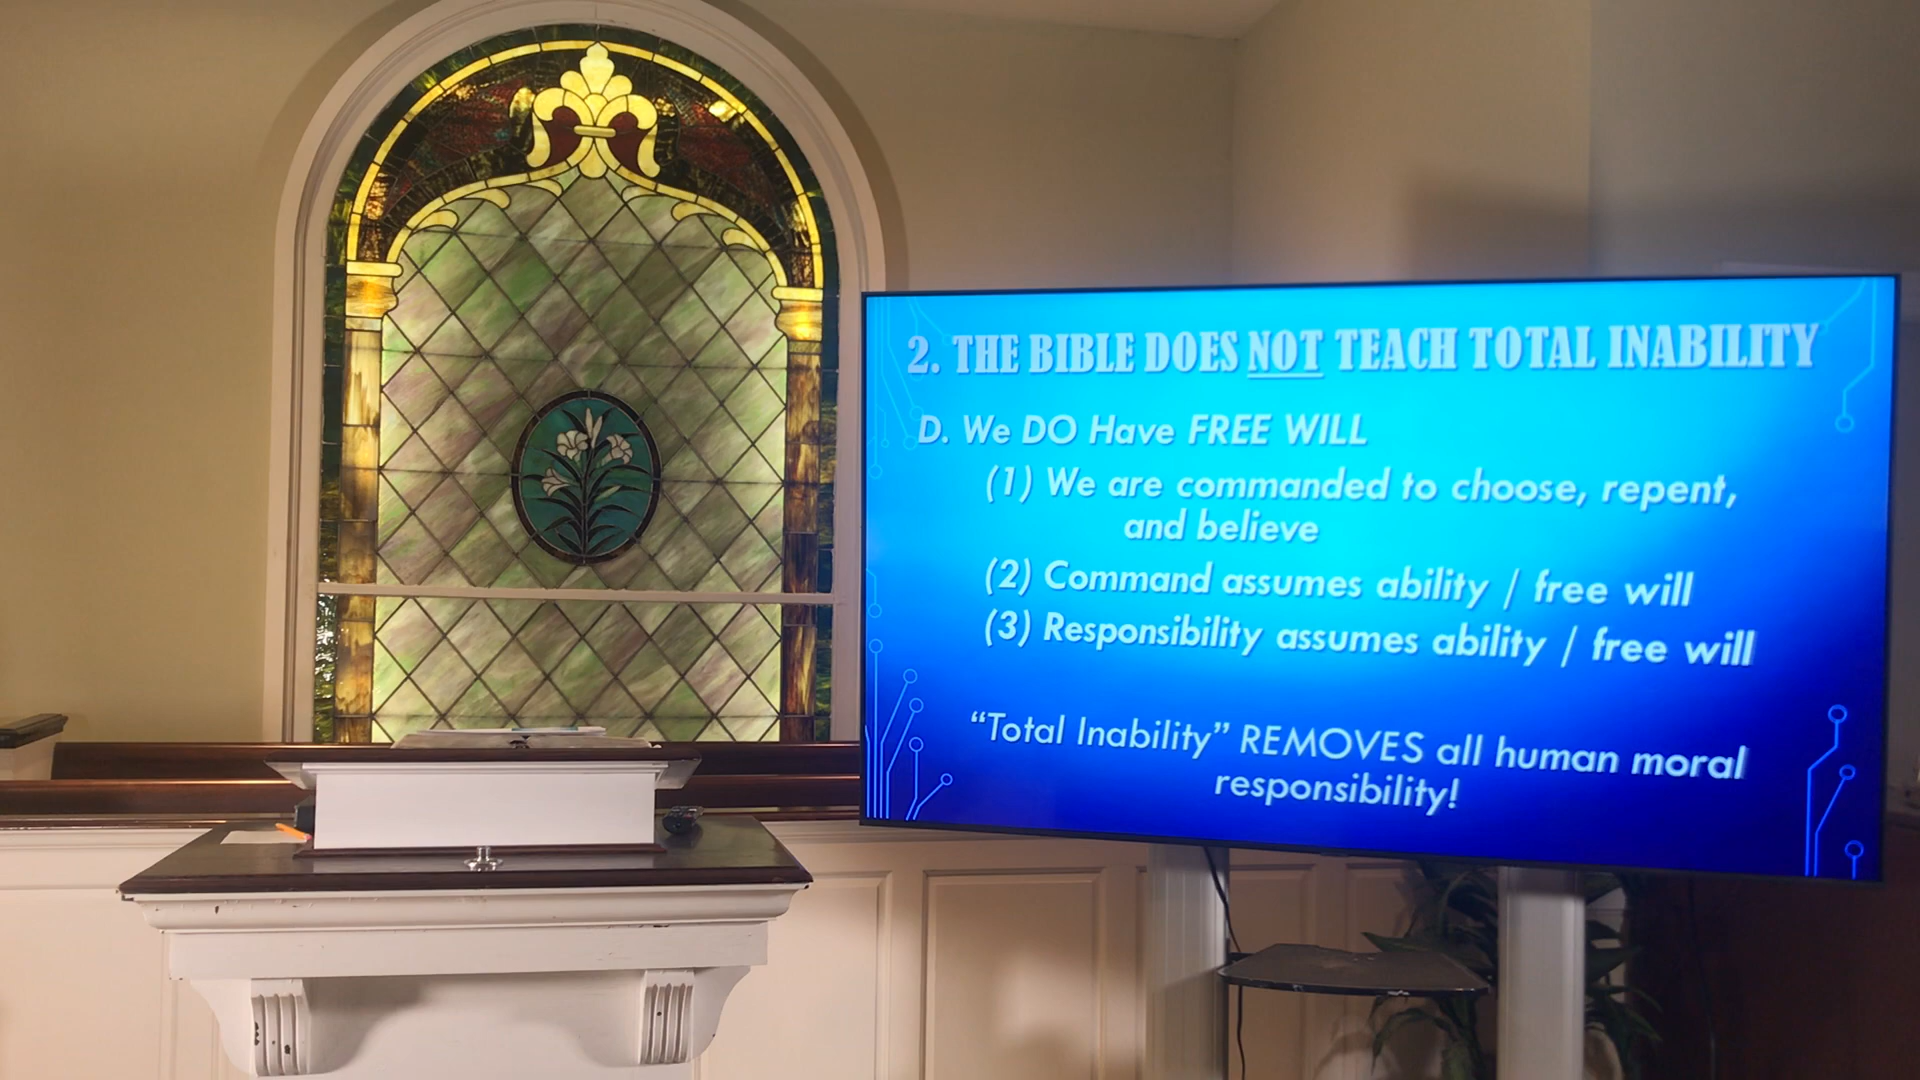 2. THE BIBLE DOES NOT TEACH TOTAL INABILITY
D. We DO Have FREE WILL
(1) We are commanded to choose, repent,
and believe
(2) Command assumes ability / free will
(3) Responsibility assumes ability / free will
“Total Inability” REMOVES all human moral
responsibility!